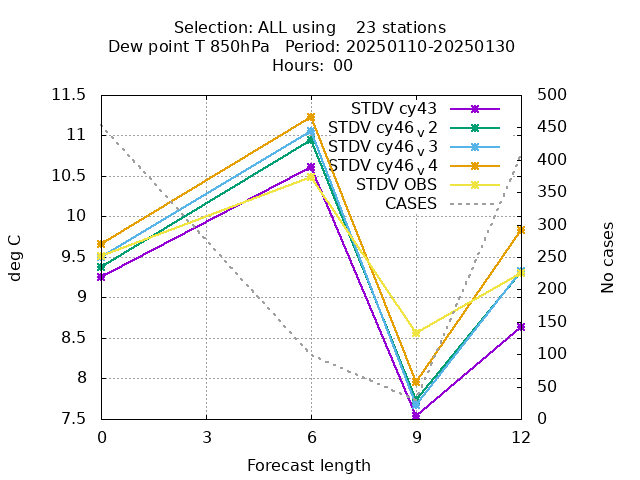 Selection: ALL using    23 stations
Dew point T 850hPa   Period: 20250110-20250130
Hours:  00
11.5
11
10.5
10
9.5
9
8.5
8
7.5
500
450
400
350
300
250
200
150
100
50
0
0
3
6
9
12
deg C
No cases
Forecast length
STDV cy43
STDV cy46_v2
STDV cy46_v3
STDV cy46_v4
STDV OBS
CASES